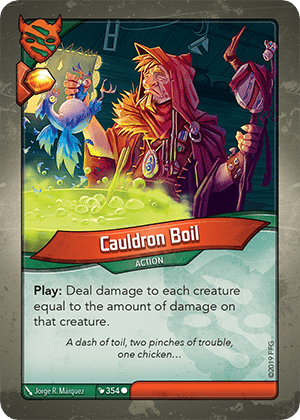 Cauldron Boil
ACTION
Play: Deal damage to each creature
equal to the amount of damage on
that creature.
A dash of toil, two pinches of trouble,
one chicken…
©2019 FFG
Jorge R. Márquez
354